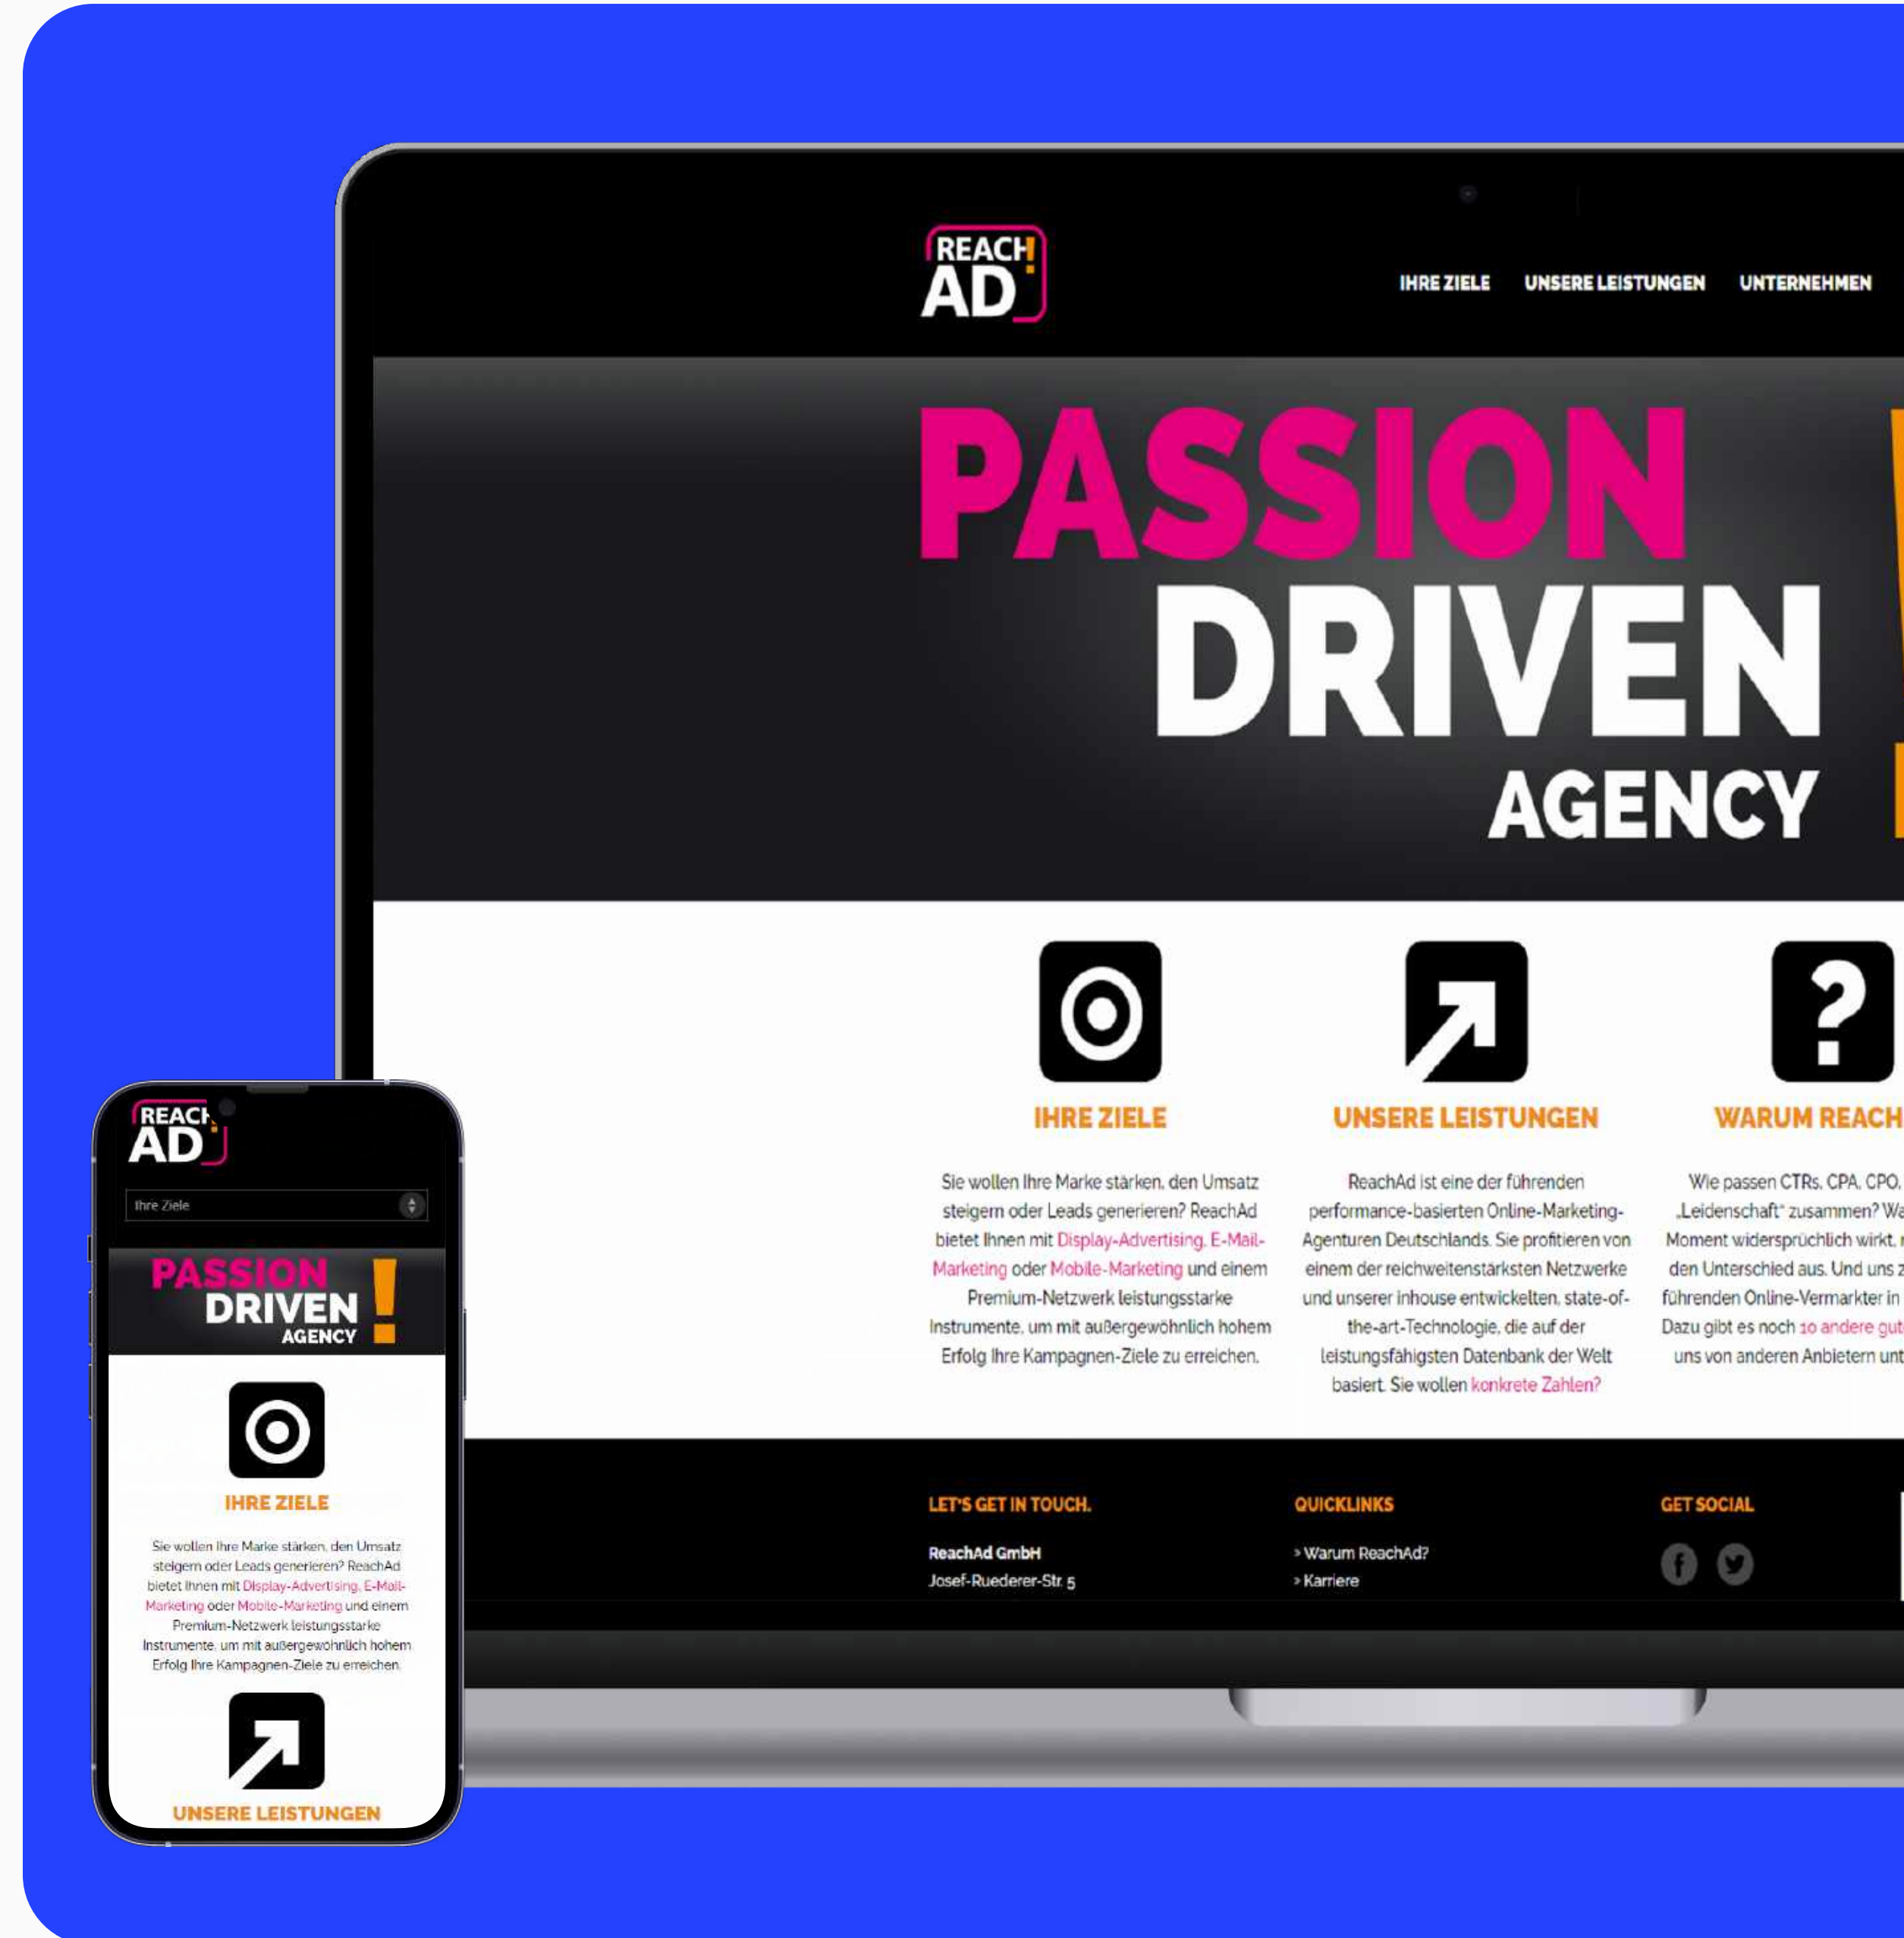 REACH!
AD
IHRE ZIELE UNSERE LEISTUNGEN UNTERNEHMEN
PASSION
DRIVEN
AGENCY
!
?
IHRE ZIELE
Sie wollen Ihre Marke stärken, den Umsatz
steigern oder Leads generieren? ReachAd
bietet Ihnen mit Display-Advertising, E-Mail-
Marketing oder Mobile-Marketing und einem
Premium-Netzwerk leistungsstarke
Instrumente, um mit außergewöhnlich hohem
Erfolg Ihre Kampagnen-Ziele zu erreichen.
UNSERE LEISTUNGEN
ReachAd ist eine der führenden
performance-basierten Online-Marketing-
Agenturen Deutschlands. Sie profitieren von
einem der reichweitenstärksten Netzwerke
und unserer inhouse entwickelten, state-of-
the-art-Technologie, die auf der
leistungsfähigsten Datenbank der Welt
basiert. Sie wollen konkrete Zahlen?
WARUM REACH
Wie passen CTRs, CPA, CPO,
„Leidenschaft“ zusammen? Wa
Moment widersprüchlich wirkt,
den Unterschied aus. Und uns z
führenden Online-Vermarkter in
Dazu gibt es noch 10 andere gut
uns von anderen Anbietern unt
LET'S GET IN TOUCH.
ReachAd GmbH
Josef-Ruederer-Str. 5
QUICKLINKS
> Warum ReachAd?
> Karriere
GET SOCIAL
REACH
AD
Ihre Ziele
PASSION
DRIVEN
AGENCY
!
IHRE ZIELE
Sie wollen Ihre Marke stärken, den Umsatz
steigern oder Leads generieren? ReachAd
bietet Ihnen mit Display-Advertising, E-Mail-
Marketing oder Mobile-Marketing und einem
Premium-Netzwerk leistungsstarke
Instrumente, um mit außergewöhnlich hohem
Erfolg Ihre Kampagnen-Ziele zu erreichen.
UNSERE LEISTUNGEN